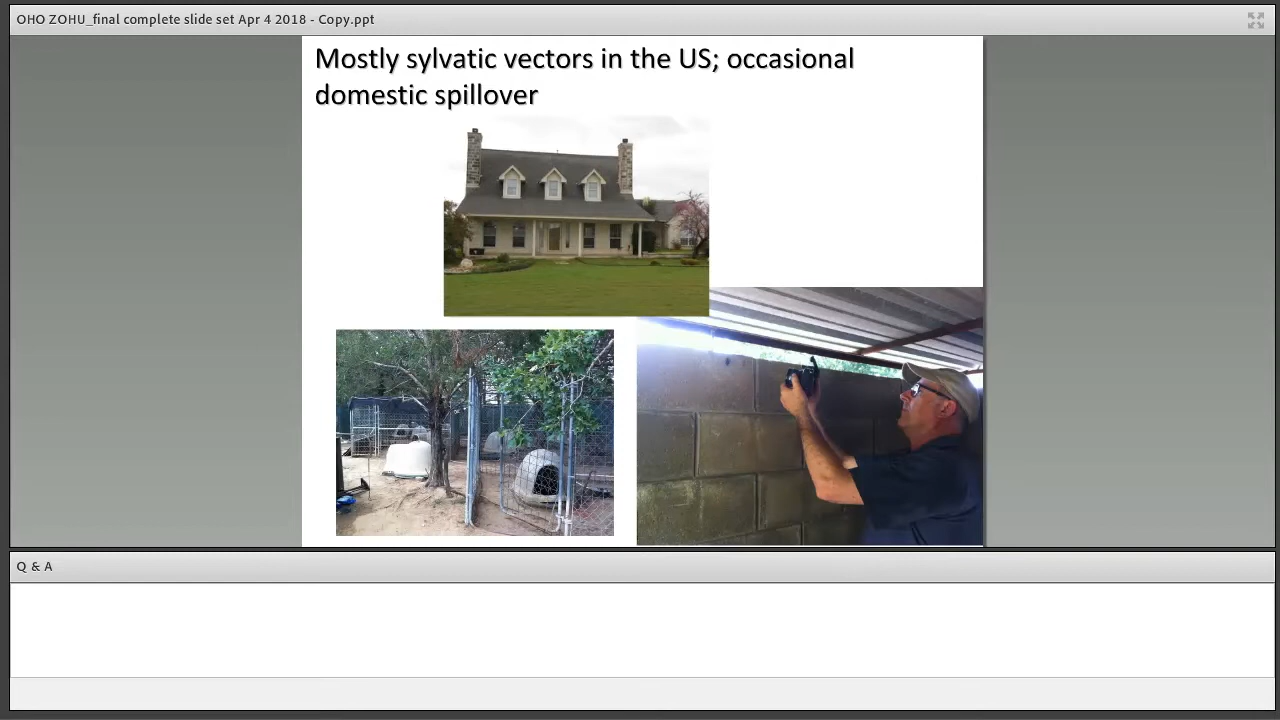 OHO ZOHU_final complete slide set Apr 4 2018 - Copy.ppt
Mostly sylvatic vectors in the US; occasional
domestic spillover
Q & A